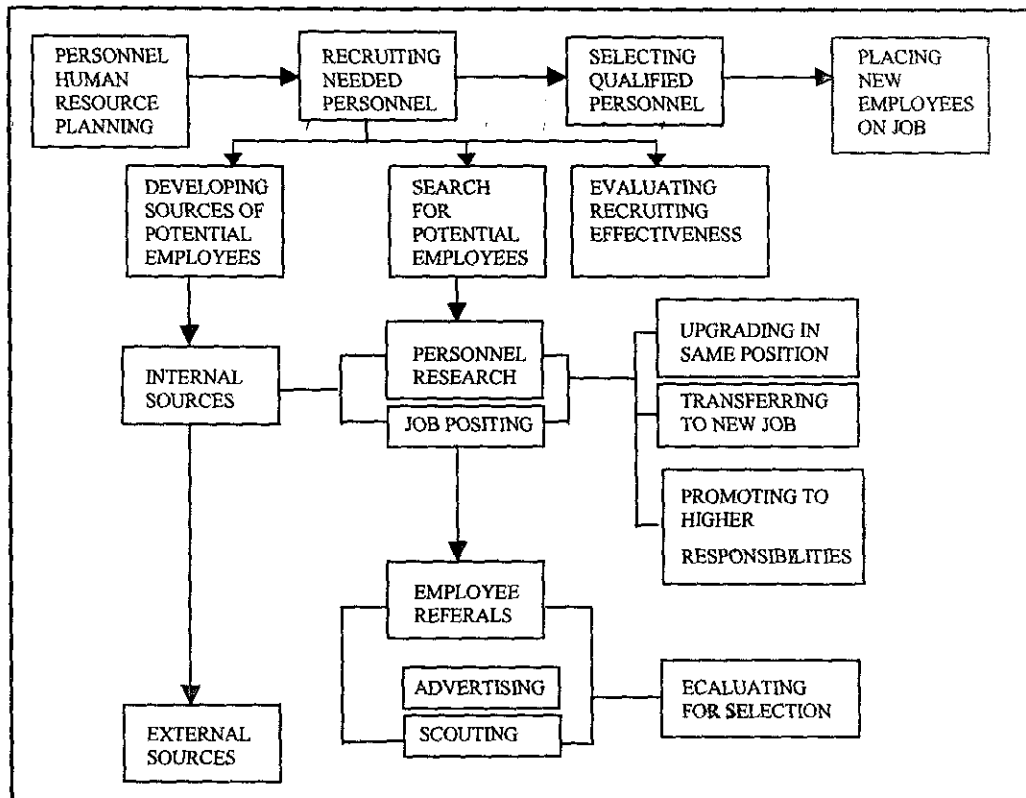 PERSONNEL
HUMAN
RESOURCE
PLANNING
RECRUITING
NEEDED
PERSONNEL
SELECTING
QUALIFIED
PERSONNEL
PLACING
NEW
EMPLOYEES
ON JOB
DEVELOPING
SOURCES OF
POTENTIAL
EMPLOYEES
SEARCH
FOR
POTENTIAL
EMPLOYEES
EVALUATING
RECRUITING
EFFECTIVENESS
INTERNAL
SOURCES
PERSONNEL
RESEARCH
JOB POSITING
UPGRADING IN
SAME POSITION
TRANSFERRING
TO NEW JOB
PROMOTING TO
HIGHER
RESPONSIBILITIES
EMPLOYEE
REFERALS
ADVERTISING
SCOUTING
ECALUATING
FOR SELECTION
EXTERNAL
SOURCES